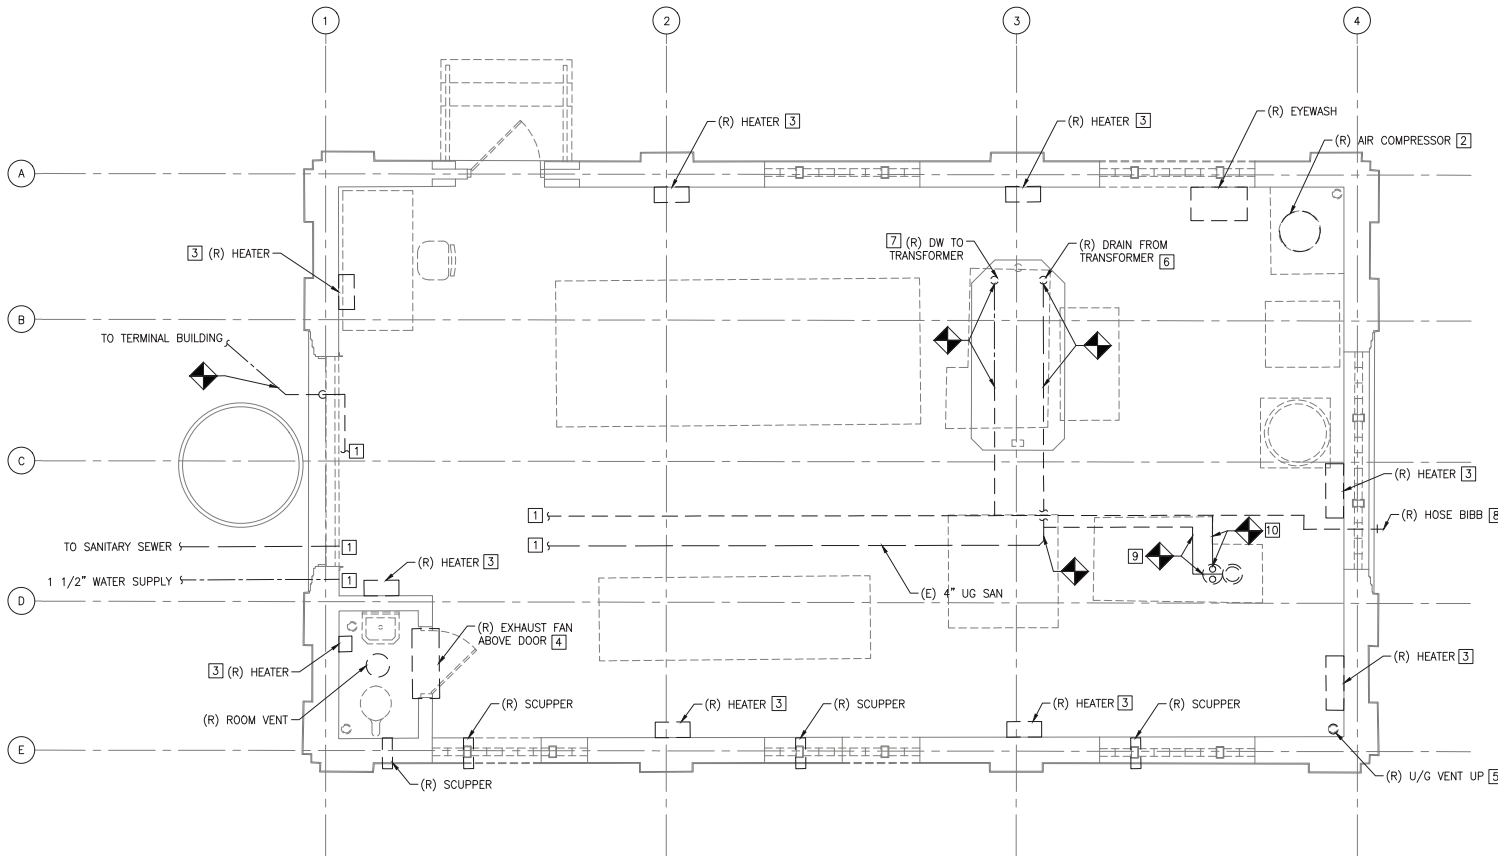 1
2
3
4
(R) HEATER 3
(R) HEATER 3
(R) EYEWASH
(R) AIR COMPRESSOR 2
A
3 (R) HEATER
7 (R) DW TO
TRANSFORMER
(R) DRAIN FROM
TRANSFORMER 6
B
TO TERMINAL BUILDING
1
C
(R) HEATER 3
1
(R) HOSE BIBB 8
10
TO SANITARY SEWER
1
1
9
1 1/2" WATER SUPPLY
1
(R) HEATER 3
(E) 4" UG SAN
D
(R) EXHAUST FAN
ABOVE DOOR 4
3 (R) HEATER
(R) HEATER 3
(R) ROOM VENT
(R) SCUPPER
(R) HEATER 3
(R) SCUPPER
(R) HEATER 3
(R) SCUPPER
E
(R) SCUPPER
(R) U/G VENT UP 5